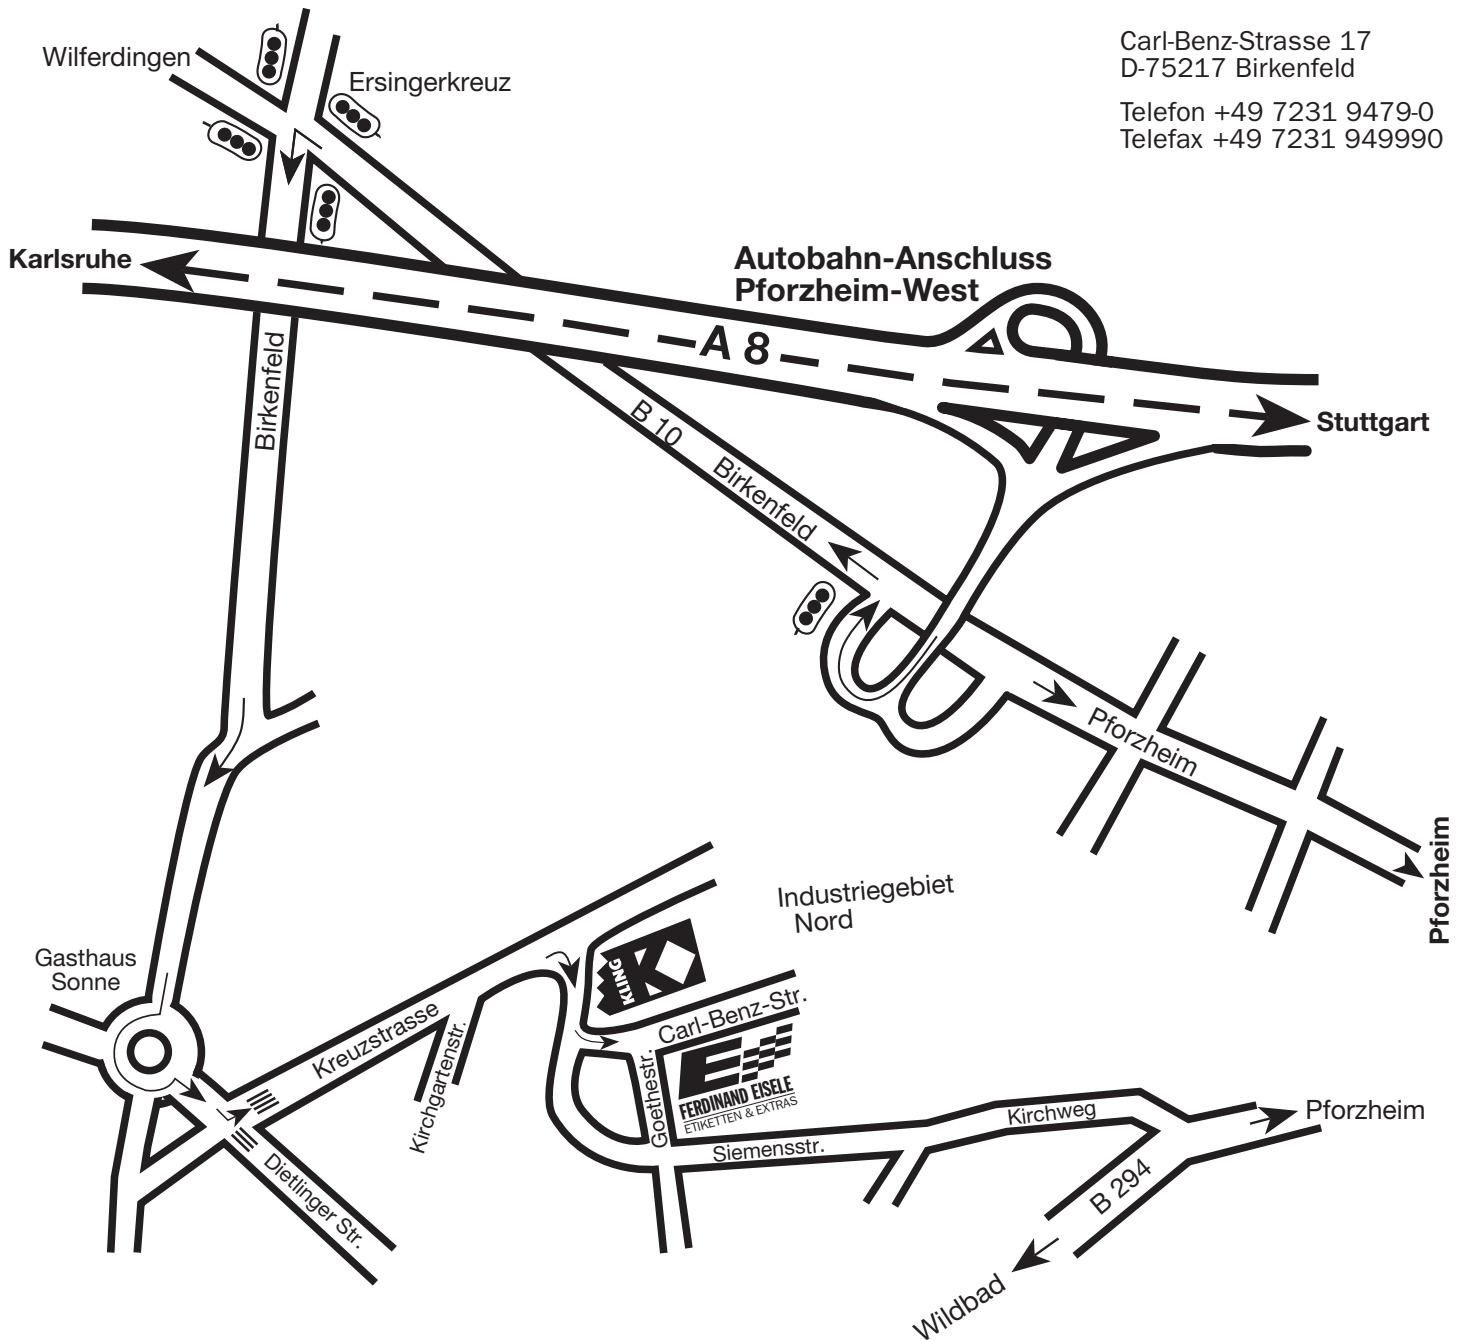 Carl-Benz-Strasse 17
D-75217 Birkenfeld
Telefon +49 7231 9479-0
Telefax +49 7231 949990
Wilferdingen
Ersingerkreuz
Karlsruhe
Autobahn-Anschluss
Pforzheim-West
A 8
Stuttgart
Birkenfeld
B 10
Birkenfeld
Pforzheim
Pforzheim
Industriegebiet
Nord
Gasthaus
Sonne
KLING
K
Carl-Benz-Str.
Kreuzstrasse
Kirchgartenstr.
Goethestr.
E
FERDINAND EISELE
ETIKETTEN & EXTRAS
Kirchweg
Pforzheim
Siemensstr.
Dietlinger Str.
B 294
Wildbad